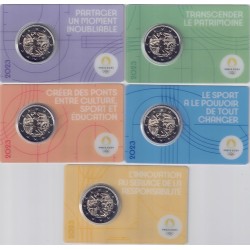 PARTAGER
UN MOMENT
INOUBLIABLE
2023
TRANSCENDER
LE PATRIMOINE
2023
CRÉER DES PONTS
ENTRE CULTURE,
SPORT ET
ÉDUCATION
2023
LE SPORT
A LE POUVOIR
DE TOUT
CHANGER
2023
L'INNOVATION
AU SERVICE DE LA
RESPONSABILITÉ
2023